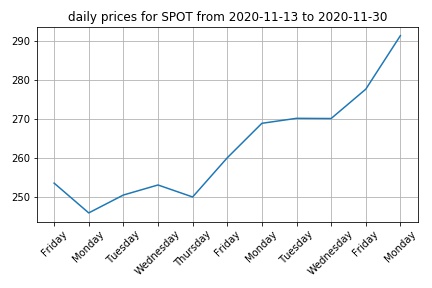 daily prices for SPOT from 2020-11-13 to 2020-11-30
290
280
270
260
250
Friday
Monday
Tuesday
Wednesday
Thursday
Friday
Monday
Tuesday
Wednesday
Friday
Monday